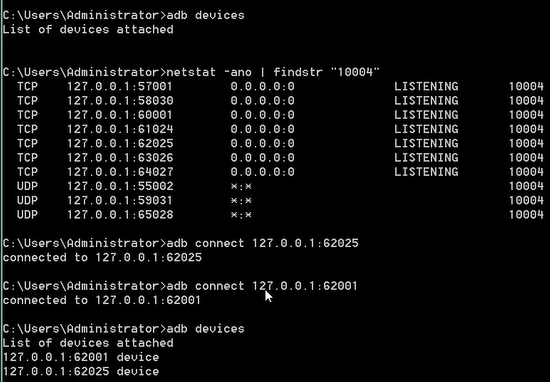 C:\Users\Administrator>adb devices
List of devices attached
C:\Users\Administrator>netstat -ano | findstr "10004"
TCP 127.0.0.1:57001 0.0.0.0:0 LISTENING 10004
TCP 127.0.0.1:58030 0.0.0.0:0 LISTENING 10004
TCP 127.0.0.1:60001 0.0.0.0:0 LISTENING 10004
TCP 127.0.0.1:61024 0.0.0.0:0 LISTENING 10004
TCP 127.0.0.1:62025 0.0.0.0:0 LISTENING 10004
TCP 127.0.0.1:63026 0.0.0.0:0 LISTENING 10004
TCP 127.0.0.1:64027 0.0.0.0:0 LISTENING 10004
UDP 127.0.0.1:55002 *:* 10004
UDP 127.0.0.1:59031 *:* 10004
UDP 127.0.0.1:65028 *:* 10004
C:\Users\Administrator>adb connect 127.0.0.1:62025
connected to 127.0.0.1:62025
C:\Users\Administrator>adb connect 127.0.0.1:62001
connected to 127.0.0.1:62001
C:\Users\Administrator>adb devices
List of devices attached
127.0.0.1:62001 device
127.0.0.1:62025 device